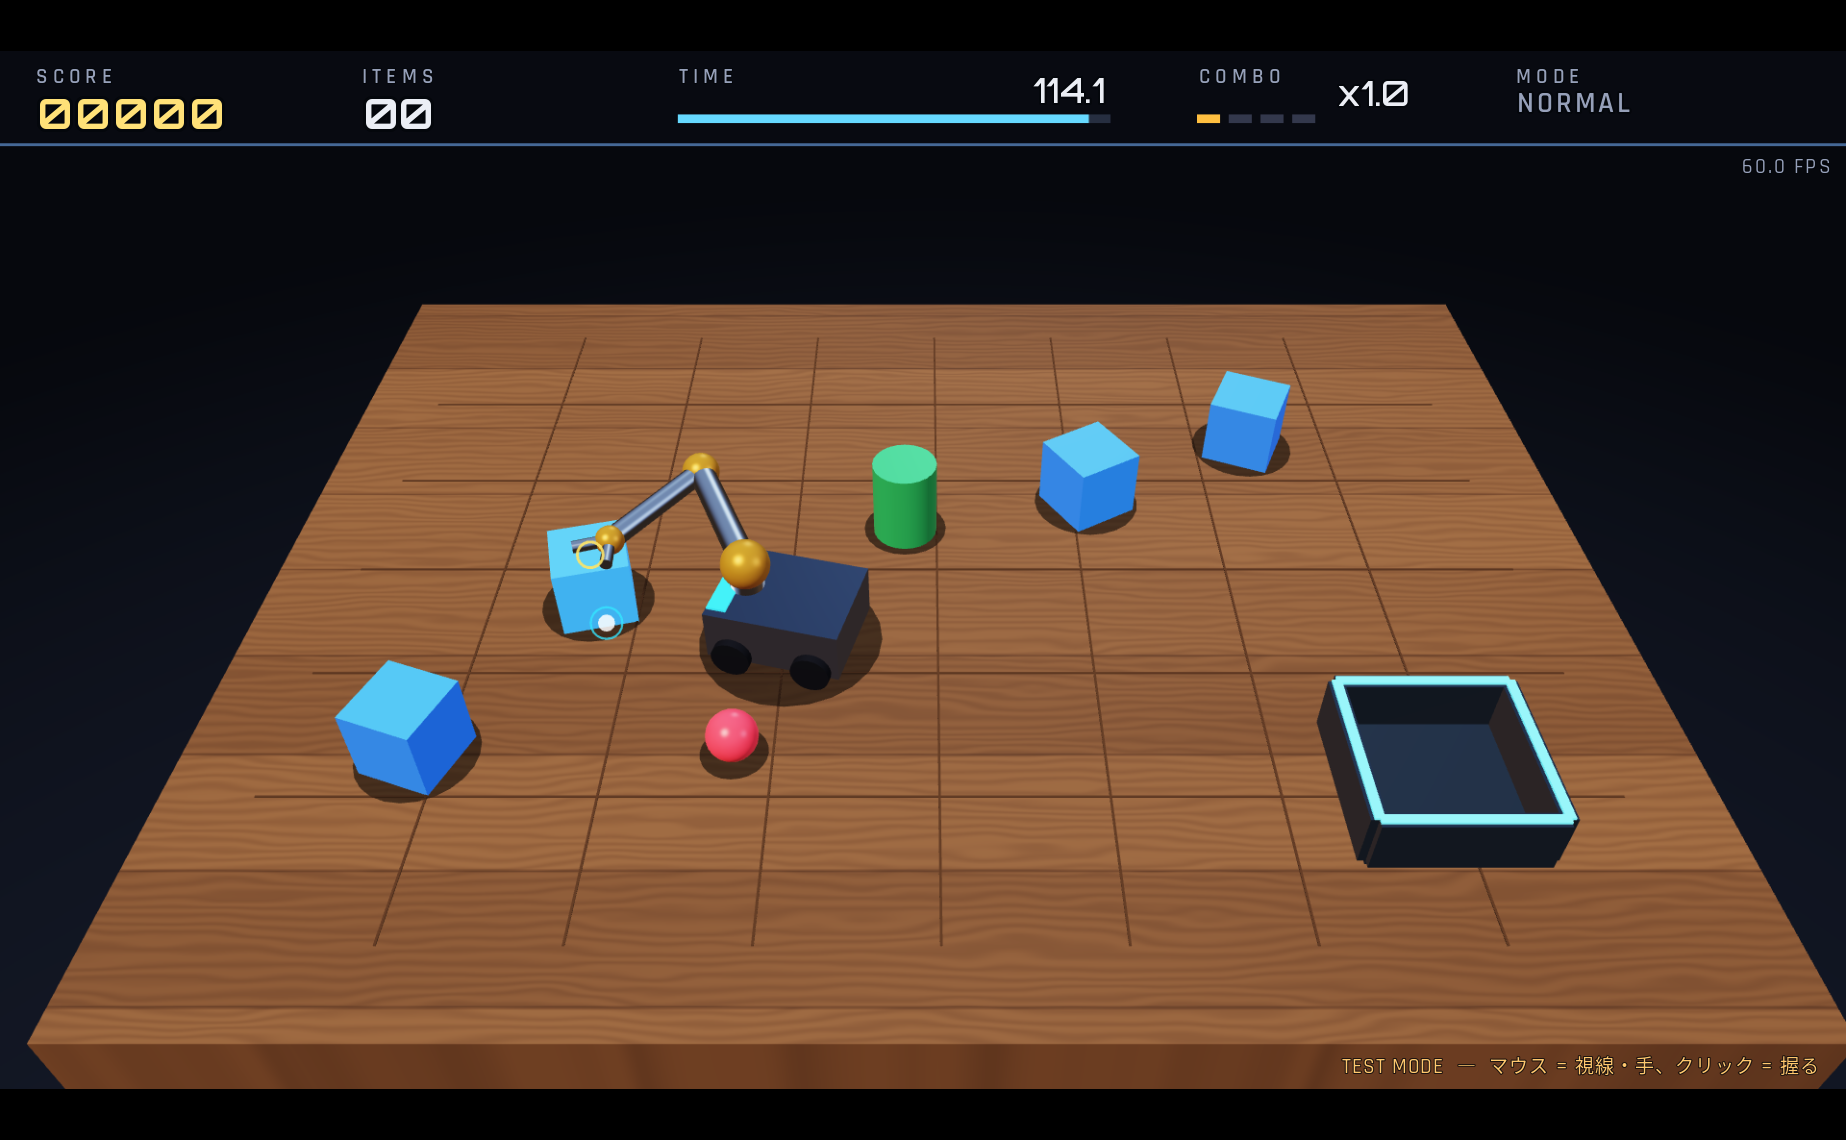 SCORE
00000
ITEMS
00
TIME
114.1
COMBO
x1.0
MODE
NORMAL
60.0 FPS
TEST MODE — マウス = 視線・手、クリック = 握る